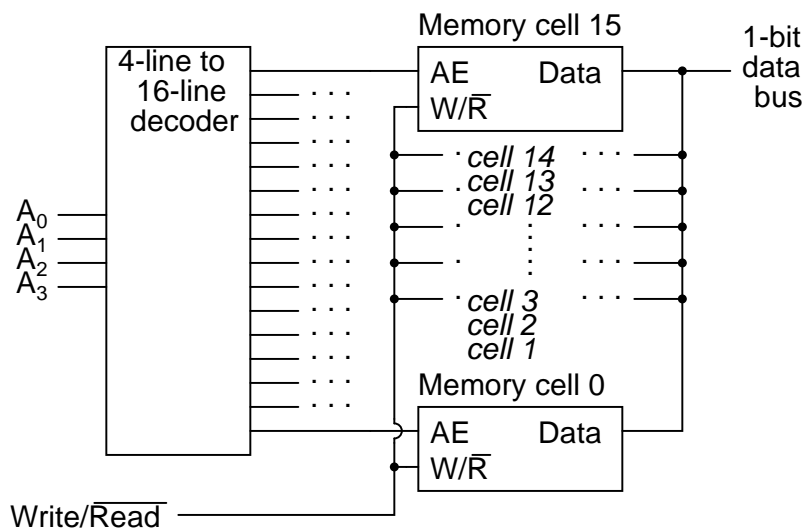 Memory cell 15
1-bit
data
bus
4-line to
16-line
decoder
AE Data
W/R̅
cell 14
cell 13
cell 12
A₀
A₁
A₂
A₃
cell 3
cell 2
cell 1
Memory cell 0
AE Data
W/R̅
Write/R̅e̅a̅d̅